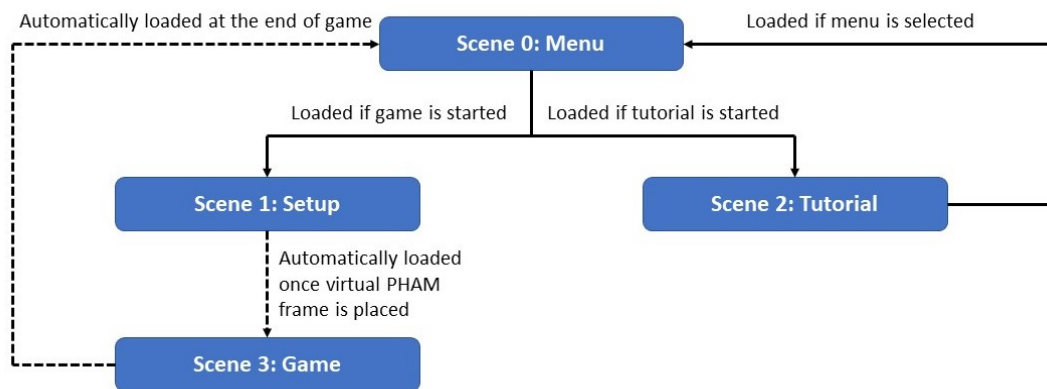 Automatically loaded at the end of game
Loaded if menu is selected
Scene 0: Menu
Loaded if game is started
Loaded if tutorial is started
Scene 1: Setup
Scene 2: Tutorial
Automatically loaded
once virtual PHAM
frame is placed
Scene 3: Game